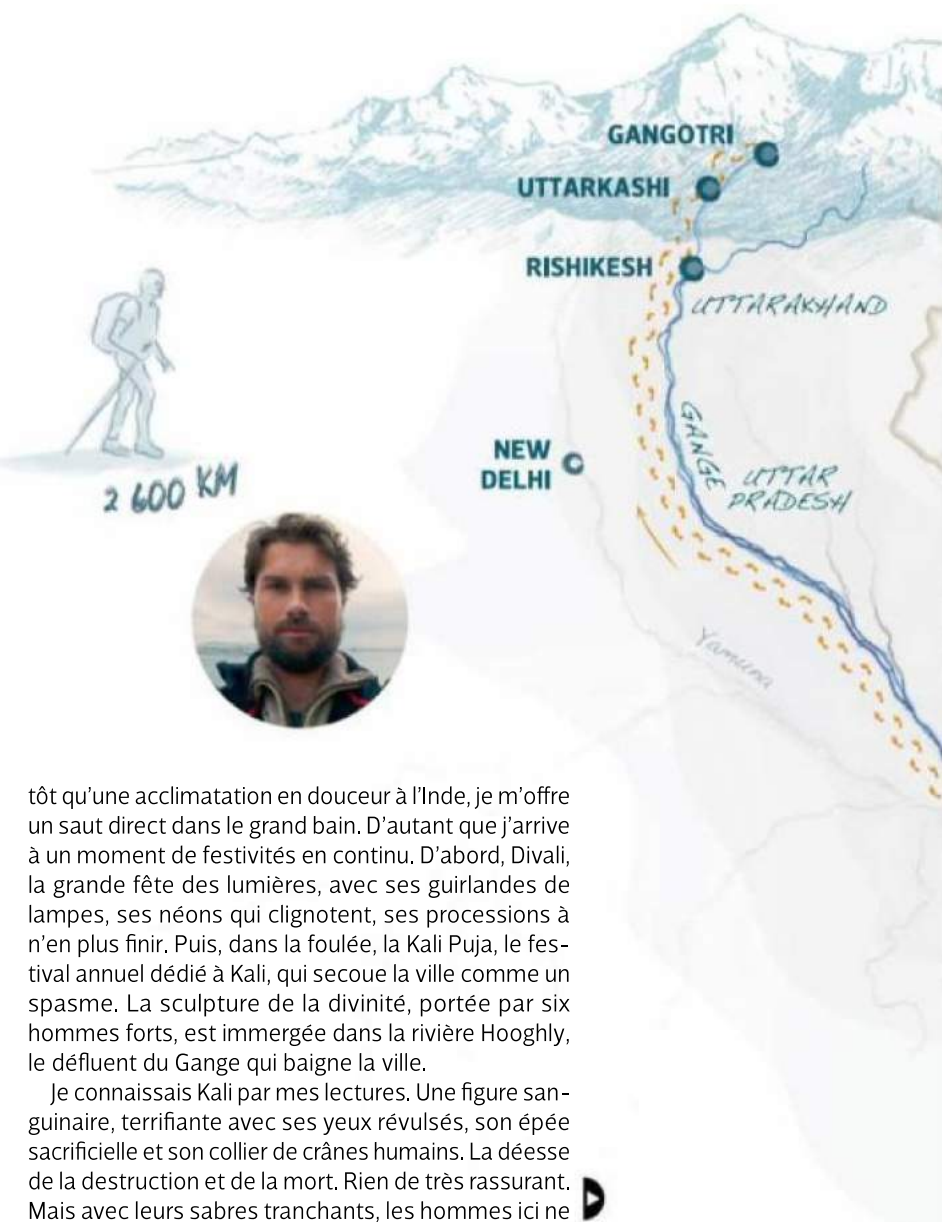 GANGOTRI
UTTARKASHI
RISHIKESH
UTTARAKHAND
GANGE
NEW
DELHI
UTTAR
PRADESH
2 600 KM
Yamuna
tôt qu'une acclimatation en douceur à l'Inde, je m'offre
un saut direct dans le grand bain. D'autant que j'arrive
à un moment de festivités en continu. D'abord, Divali,
la grande fête des lumières, avec ses guirlandes de
lampes, ses néons qui clignotent, ses processions à
n'en plus finir. Puis, dans la foulée, la Kali Puja, le fes-
tival annuel dédié à Kali, qui secoue la ville comme un
spasme. La sculpture de la divinité, portée par six
hommes forts, est immergée dans la rivière Hooghly,
le défluent du Gange qui baigne la ville.
Je connaissais Kali par mes lectures. Une figure san-
guinaire, terrifiante avec ses yeux révulsés, son épée
sacrificielle et son collier de crânes humains. La déesse
de la destruction et de la mort. Rien de très rassurant.
Mais avec leurs sabres tranchants, les hommes ici ne